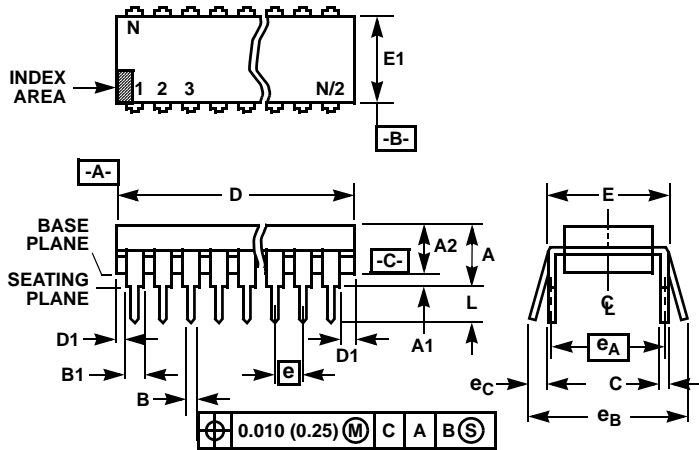 N
E1
INDEX
AREA
1 2 3 N/2
-B-
-A-
D
E
BASE
PLANE
A2
A
-C-
SEATING
PLANE
L
C
L
D1
A1
D1
B1
e
eA
eC
C
B
eB
⌖ 0.010 (0.25) Ⓜ C A B Ⓢ